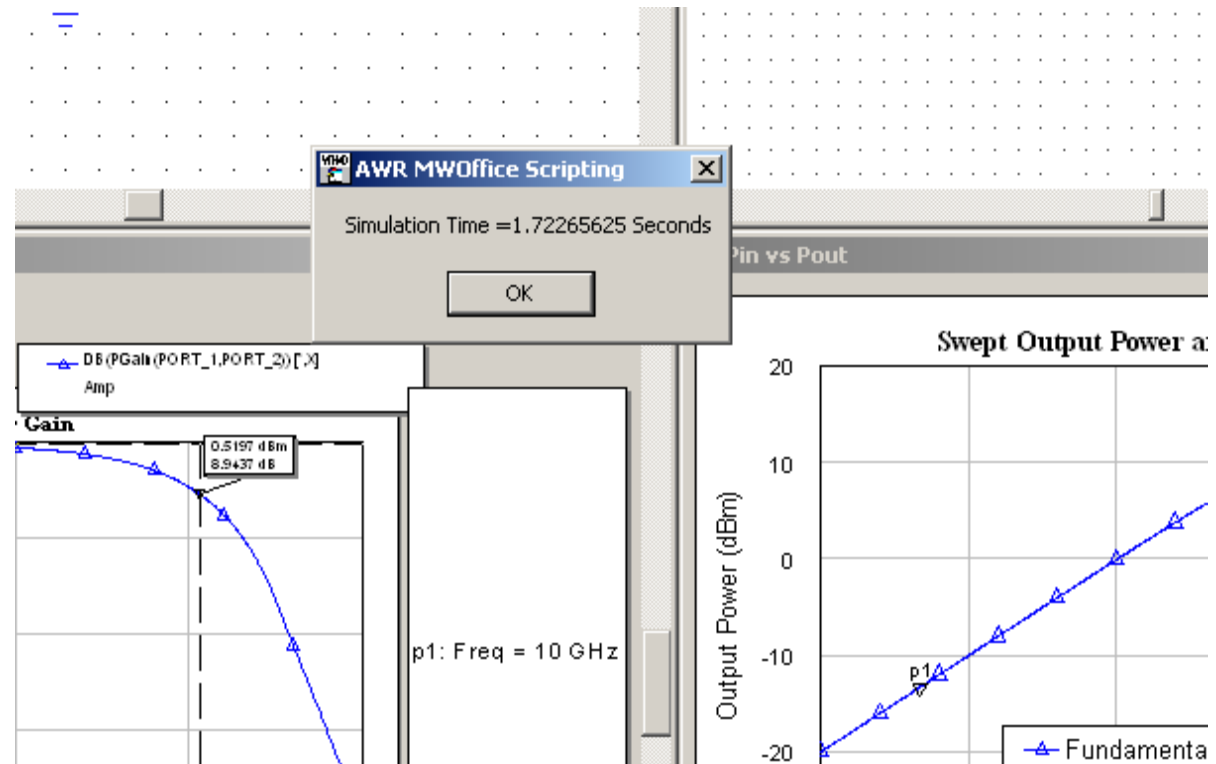 AWR MWOffice Scripting
Simulation Time =1.72265625 Seconds
OK
Pin vs Pout
DB(PGain(PORT_1,PORT_2))[*,X]
Amp
Gain
0.5197 dBm
8.9437 dB
p1: Freq = 10 GHz
Swept Output Power
20
10
0
-10
-20
Output Power (dBm)
p1
Fundamenta